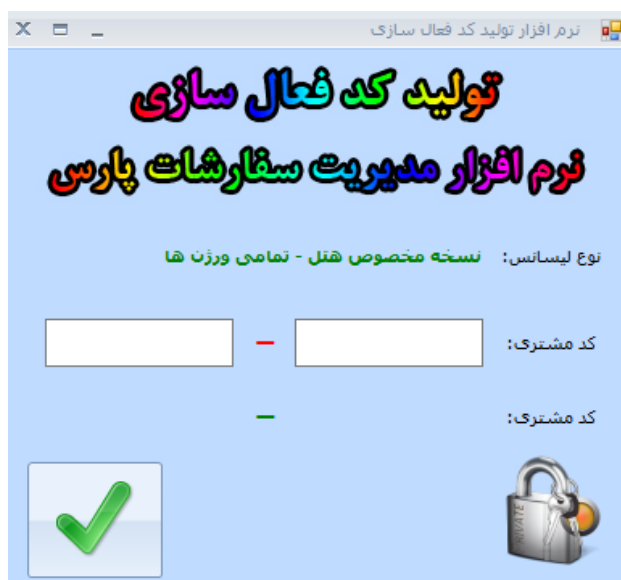 نرم افزار تولید کد فعال سازی
تولید کد فعال سازی
نرم افزار مدیریت سفارشات پارس
نوع لیسانس: نسخه مخصوص هتل - تمامی ورژن ها
کد مشتری: –
کد مشتری: –
PRIVATE